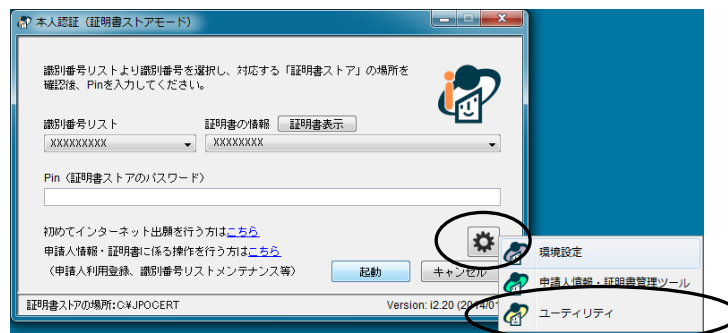 本人認証（証明書ストアモード）
識別番号リストより識別番号を選択し、対応する「証明書ストア」の場所を
確認後、Pinを入力してください。
識別番号リスト
証明書の情報
証明書表示
XXXXXXXXX
XXXXXXXX
Pin（証明書ストアのパスワード）
初めてインターネット出願を行う方はこちら
申請人情報・証明書に係る操作を行う方はこちら
（申請人利用登録、識別番号リストメンテナンス等）
起動
キャンセル
環境設定
申請人情報・証明書管理ツール
ユーティリティ
証明書ストアの場所:C¥JPOCERT
Version: i2.20 (2014/0